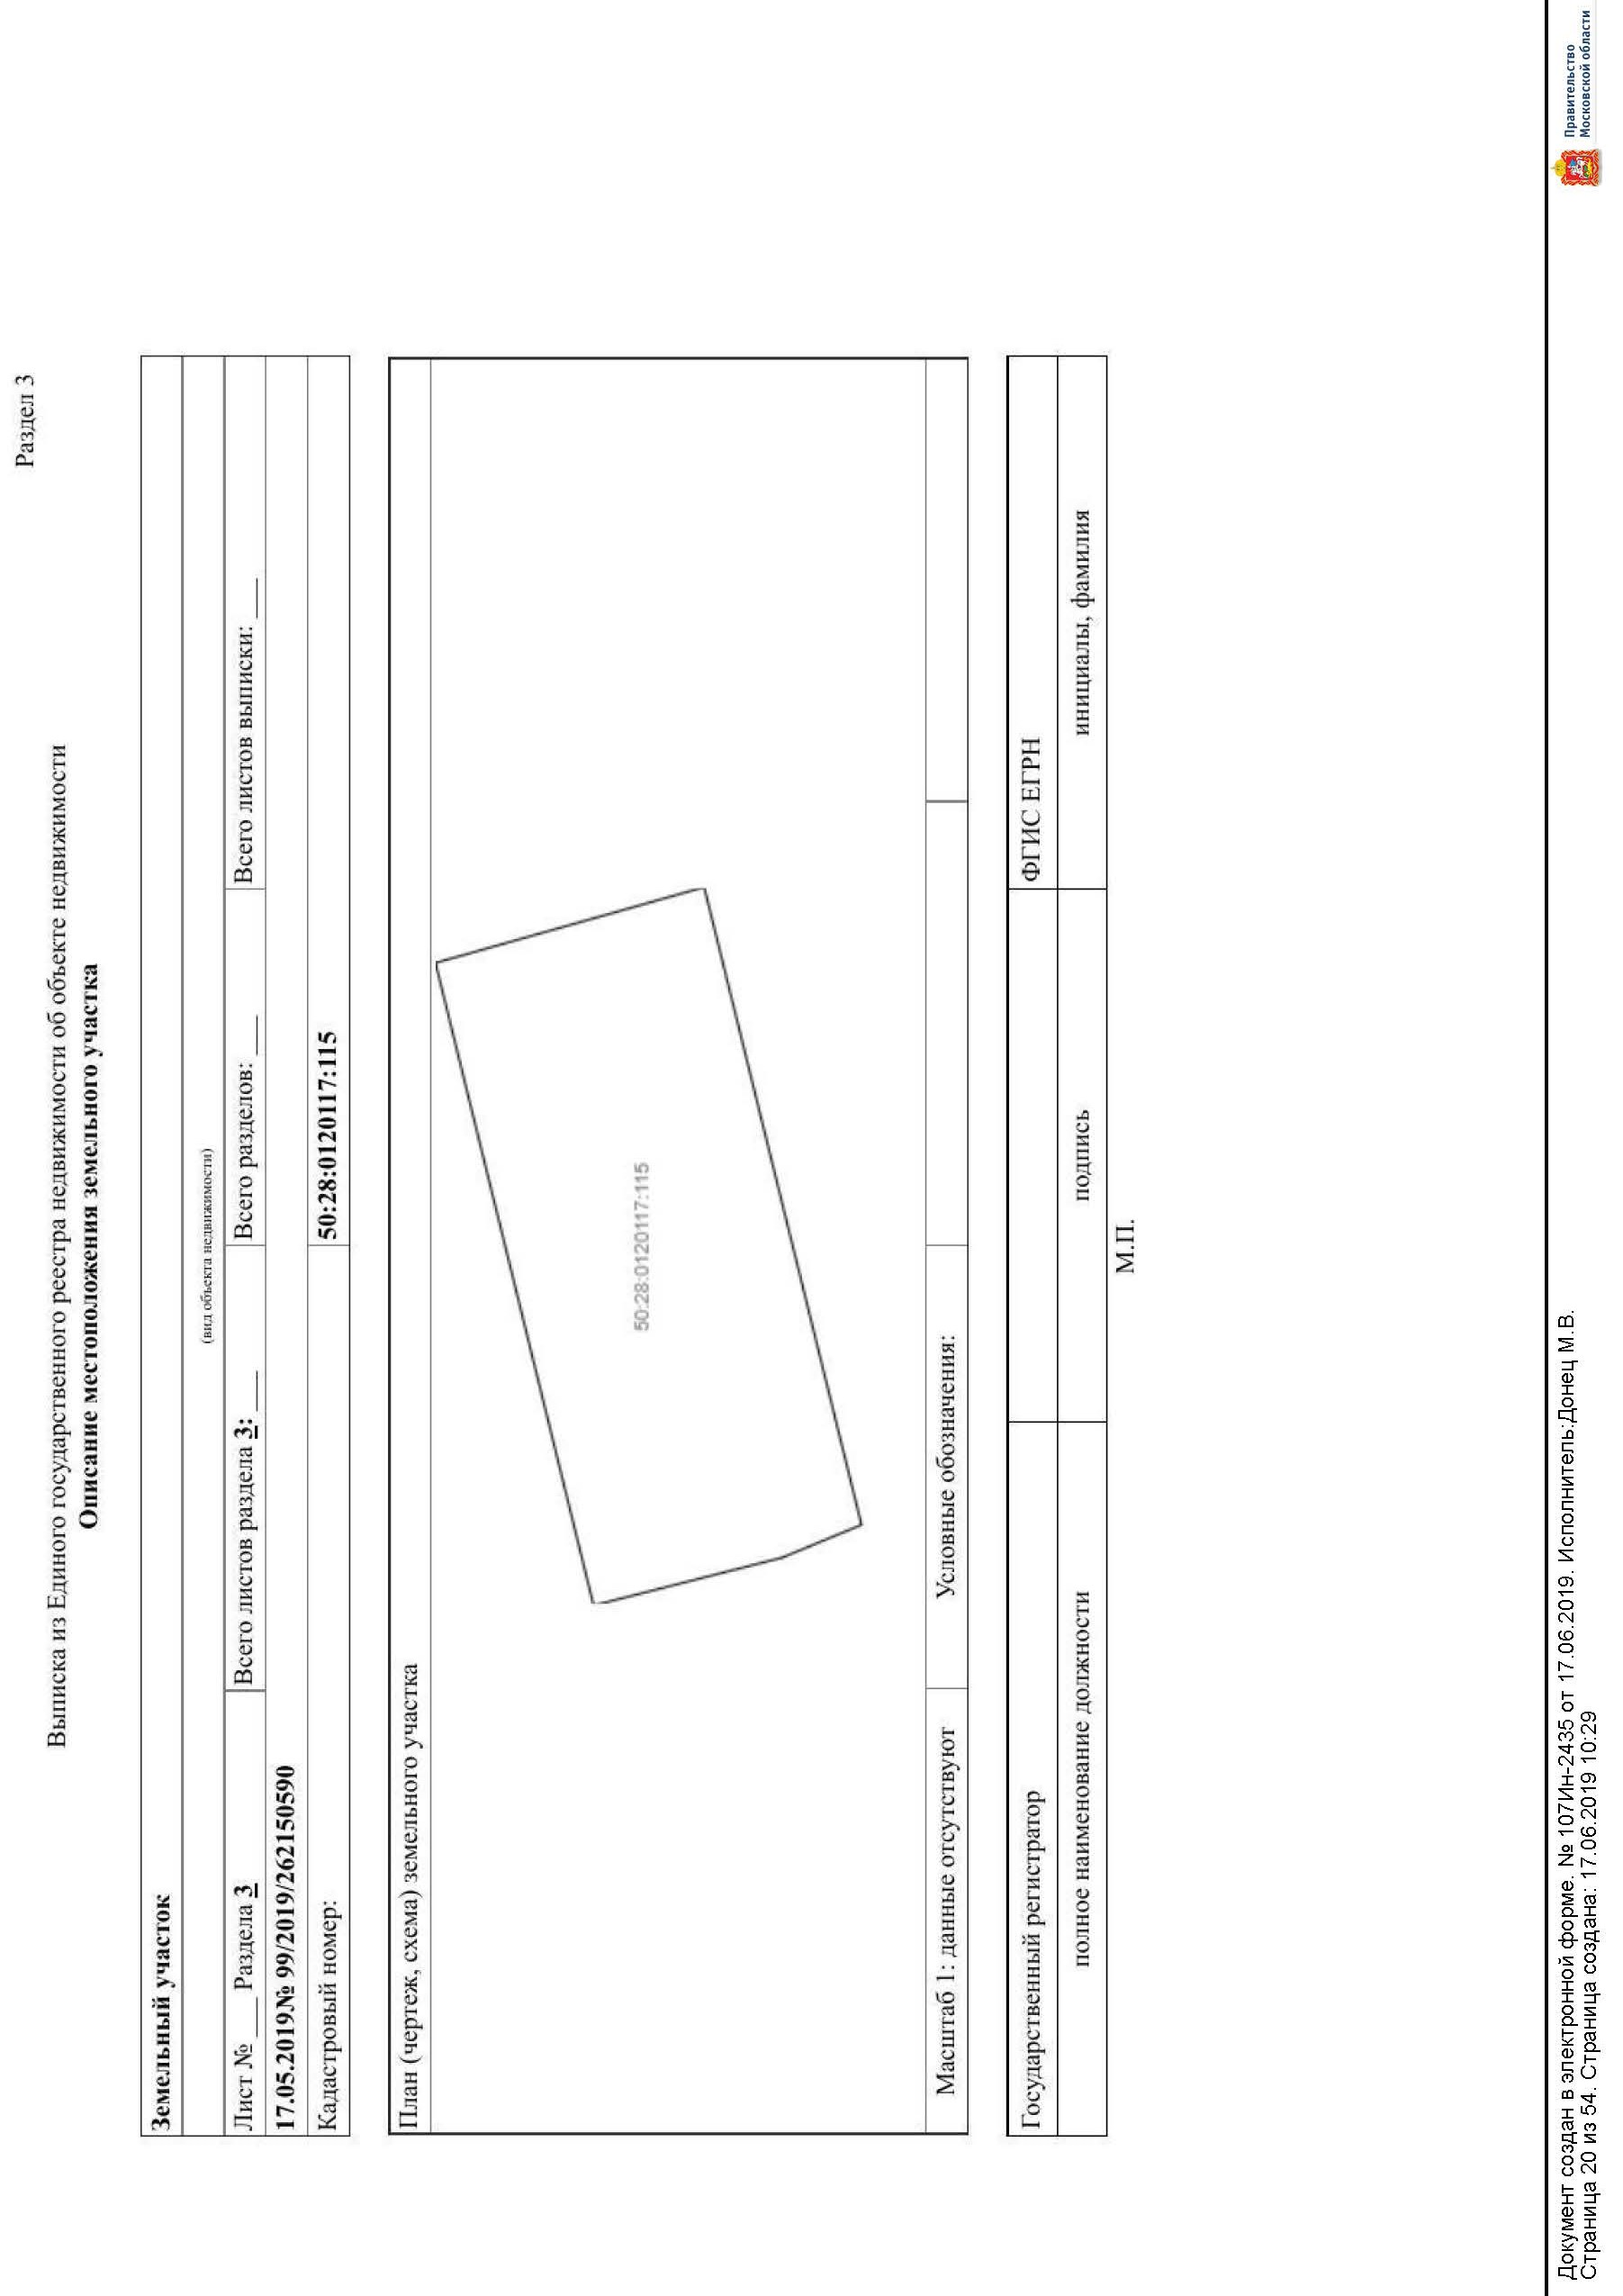 Раздел 3
Выписка из Единого государственного реестра недвижимости об объекте недвижимости
Описание местоположения земельного участка
Земельный участок
(вид объекта недвижимости)
Лист № ___ Раздела 3 Всего листов раздела 3: ___ Всего разделов: ___ Всего листов выписки: ___
17.05.2019№ 99/2019/262150590
Кадастровый номер: 50:28:0120117:115
План (чертеж, схема) земельного участка
50:28:0120117:115
Масштаб 1: данные отсутствуют Условные обозначения:
Государственный регистратор ФГИС ЕГРН
полное наименование должности подпись инициалы, фамилия
М.П.
Документ создан в электронной форме. № 107Ин-2435 от 17.06.2019. Исполнитель:Донец М.В.
Страница 20 из 54. Страница создана: 17.06.2019 10:29
Правительство
Московской области